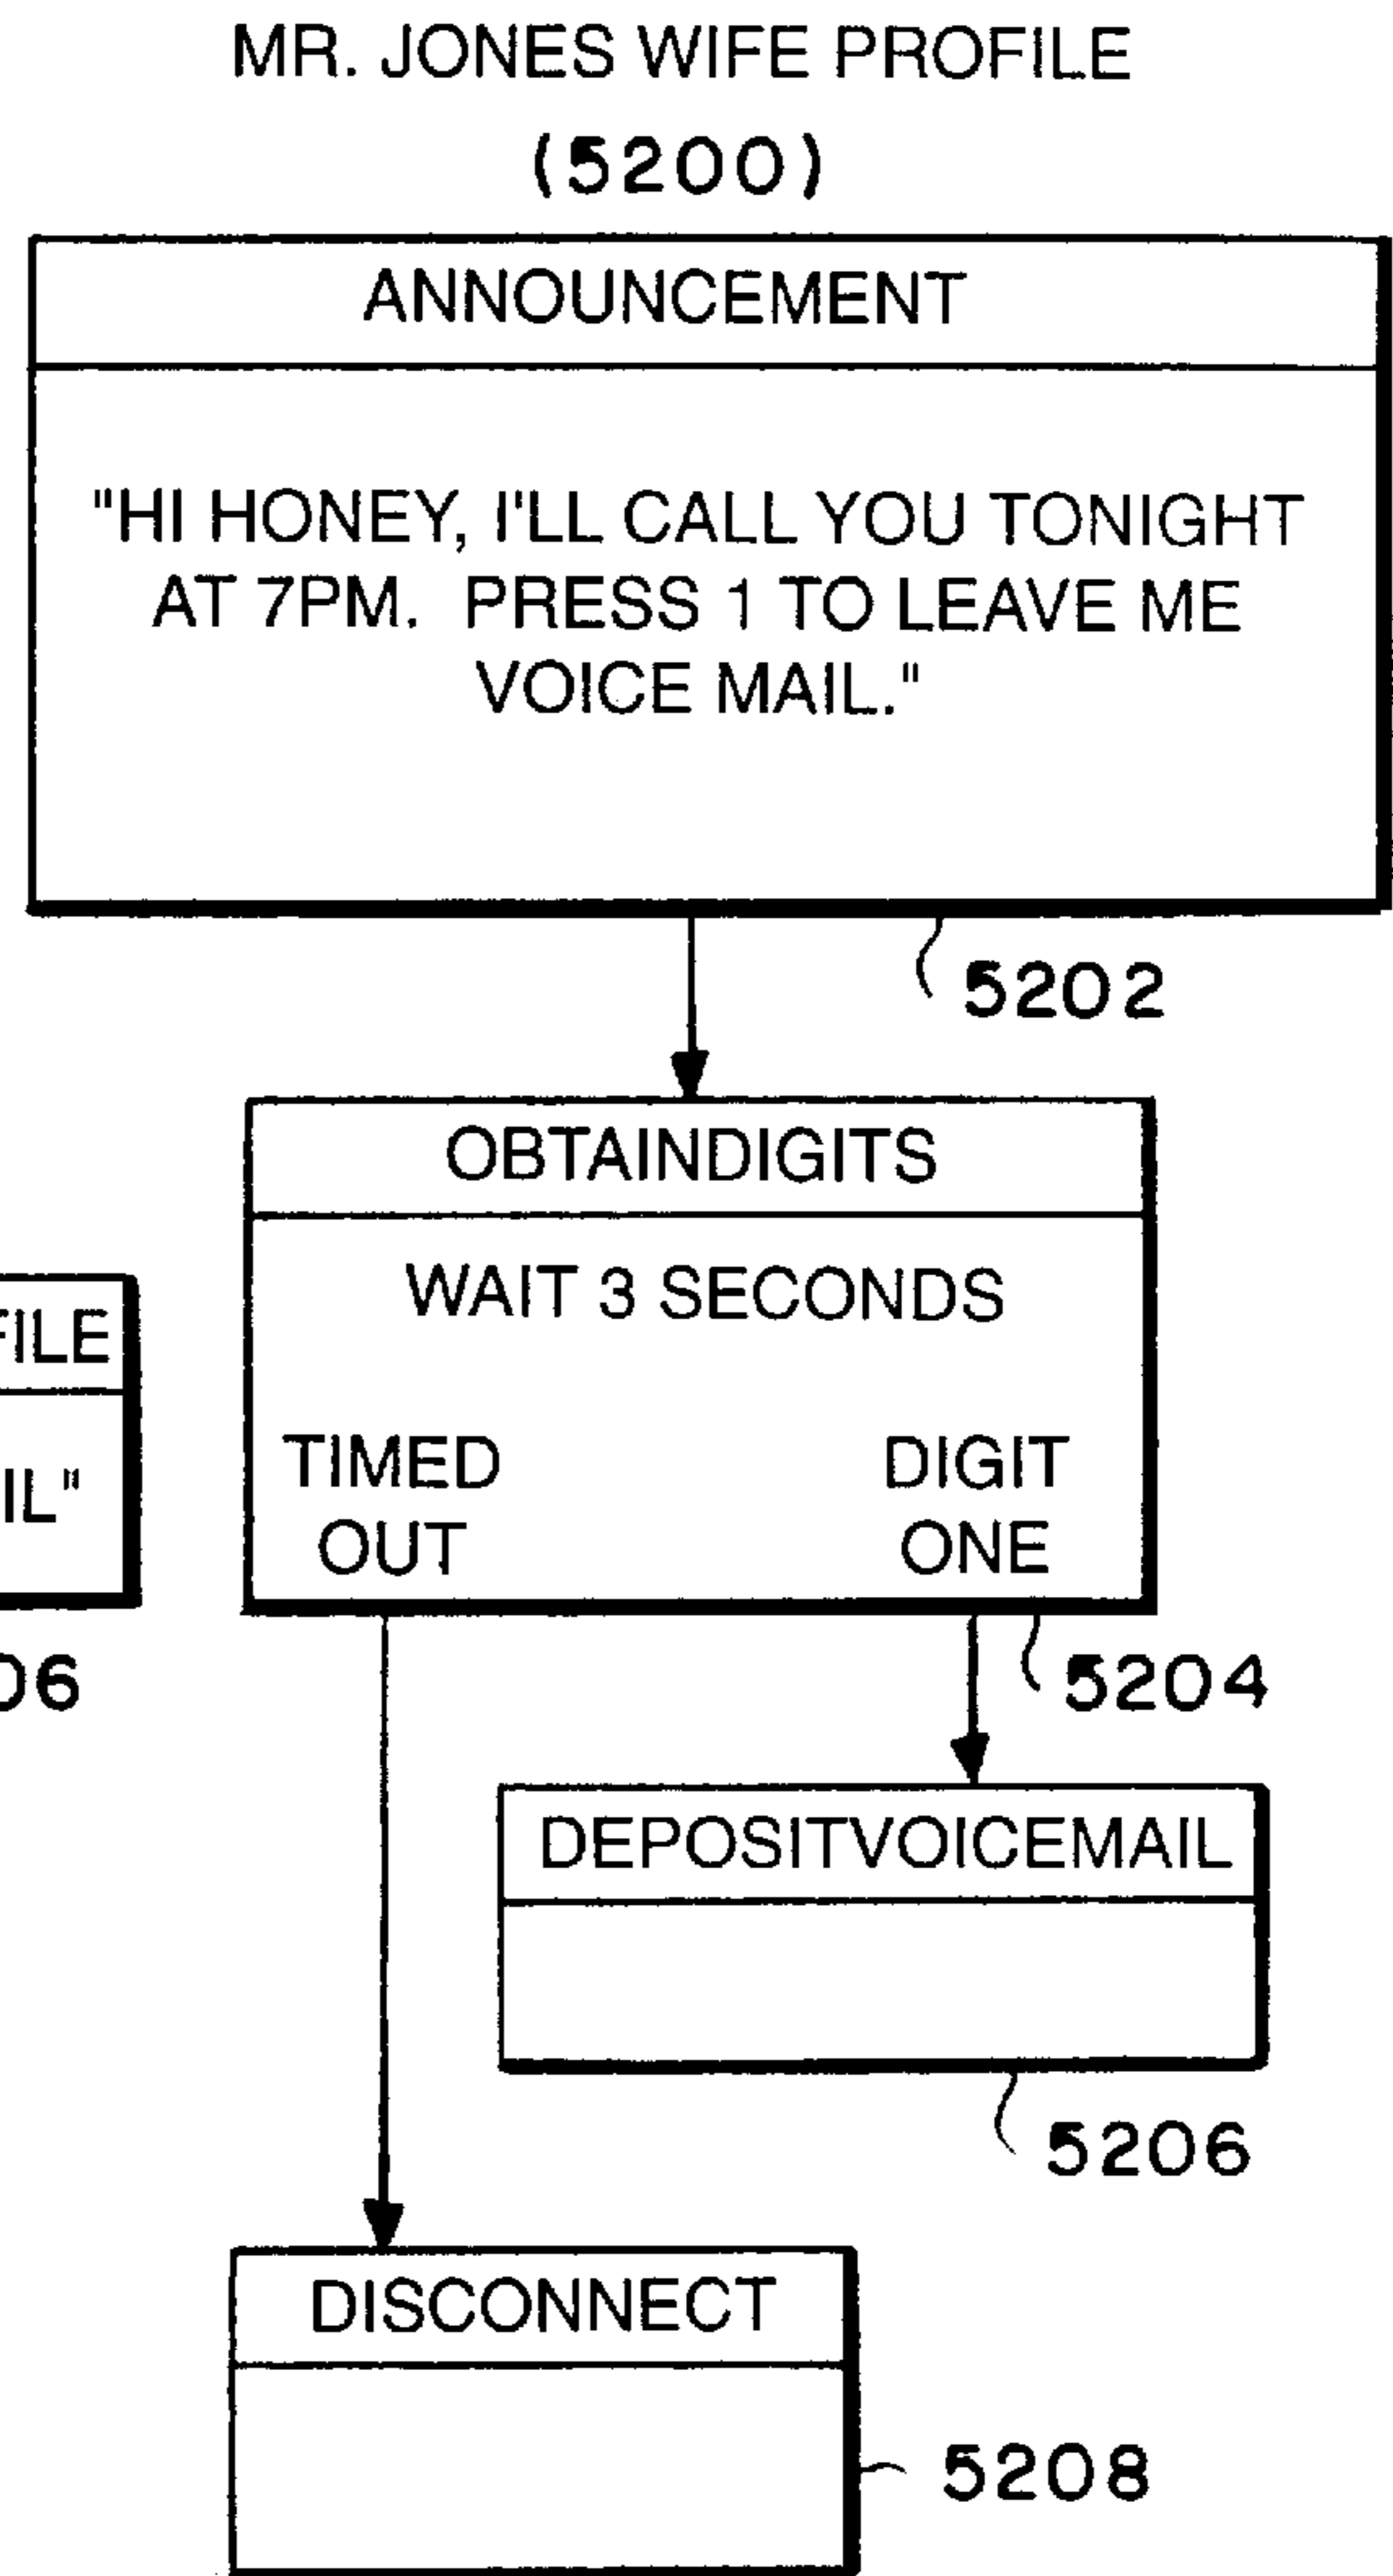 MR. JONES WIFE PROFILE
(5200)
ANNOUNCEMENT
"HI HONEY, I'LL CALL YOU TONIGHT
AT 7PM. PRESS 1 TO LEAVE ME
VOICE MAIL."
5202
OBTAINDIGITS
WAIT 3 SECONDS
TIMED
OUT
DIGIT
ONE
5204
DEPOSITVOICEMAIL
5206
DISCONNECT
5208